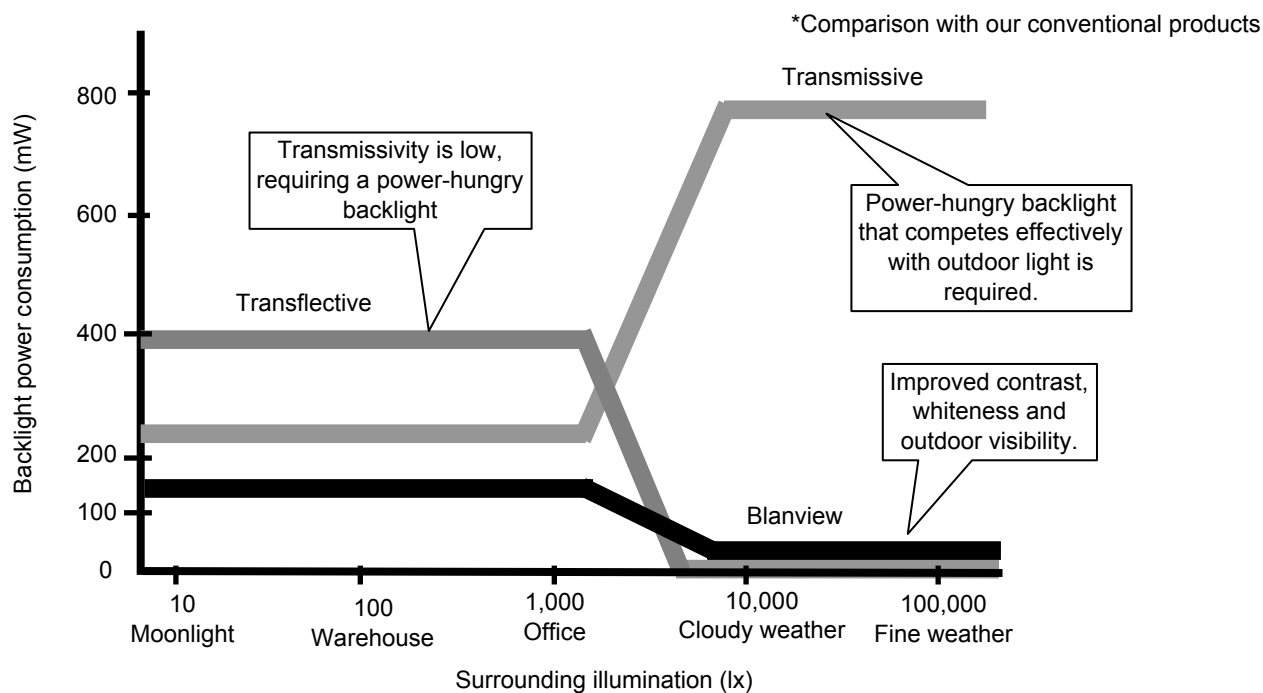 *Comparison with our conventional products
Transmissive
800
Transmissivity is low,
requiring a power-hungry
backlight
Power-hungry backlight
that competes effectively
with outdoor light is
required.
600
Backlight power consumption (mW)
Transflective
400
Improved contrast,
whiteness and
outdoor visibility.
200
100
Blanview
0
10
100
1,000
10,000
100,000
Moonlight
Warehouse
Office
Cloudy weather
Fine weather
Surrounding illumination (lx)